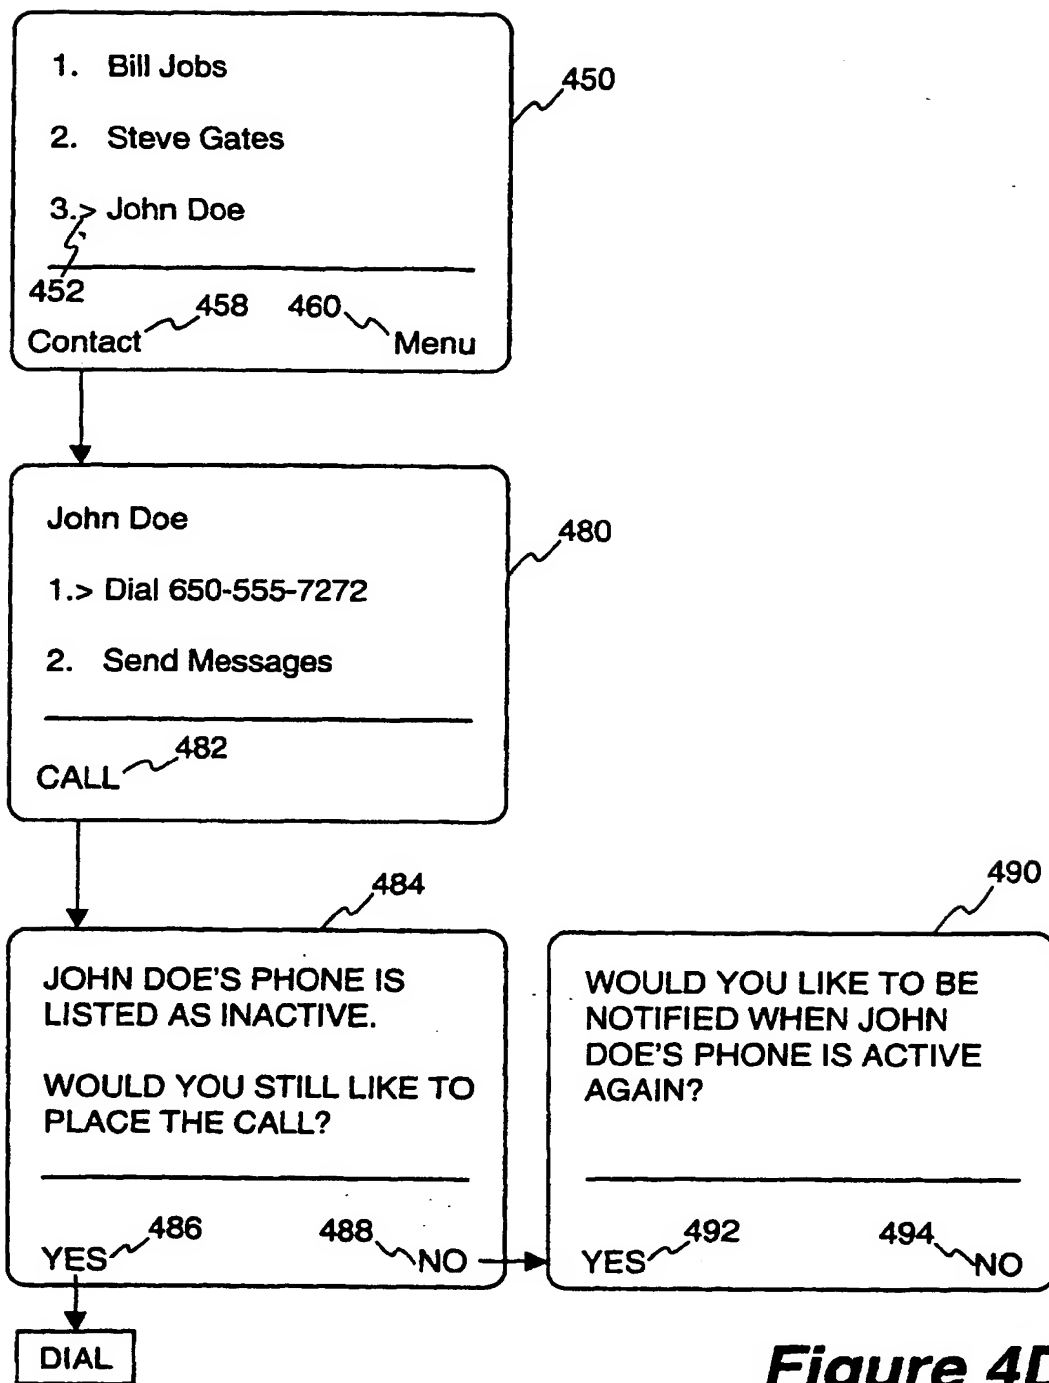 1. Bill Jobs
450
2. Steve Gates
3.> John Doe
452
458
460
Contact
Menu
John Doe
480
1.> Dial 650-555-7272
2. Send Messages
482
CALL
484
490
JOHN DOE'S PHONE IS
LISTED AS INACTIVE.
WOULD YOU STILL LIKE TO
PLACE THE CALL?
486
488
YES
NO
WOULD YOU LIKE TO BE
NOTIFIED WHEN JOHN
DOE'S PHONE IS ACTIVE
AGAIN?
492
494
YES
NO
DIAL
Figure 4D